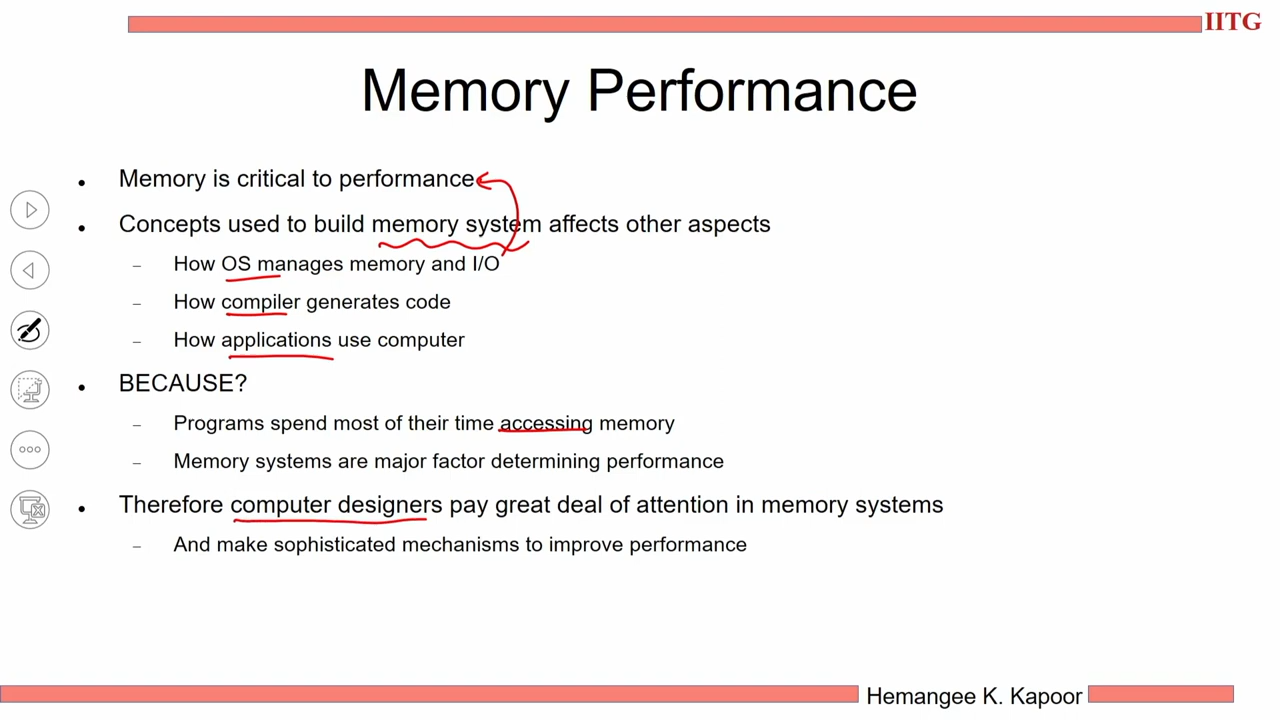 IITG
Memory Performance
• Memory is critical to performance
• Concepts used to build memory system affects other aspects
– How OS manages memory and I/O
– How compiler generates code
– How applications use computer
• BECAUSE?
– Programs spend most of their time accessing memory
– Memory systems are major factor determining performance
• Therefore computer designers pay great deal of attention in memory systems
– And make sophisticated mechanisms to improve performance
Hemangee K. Kapoor